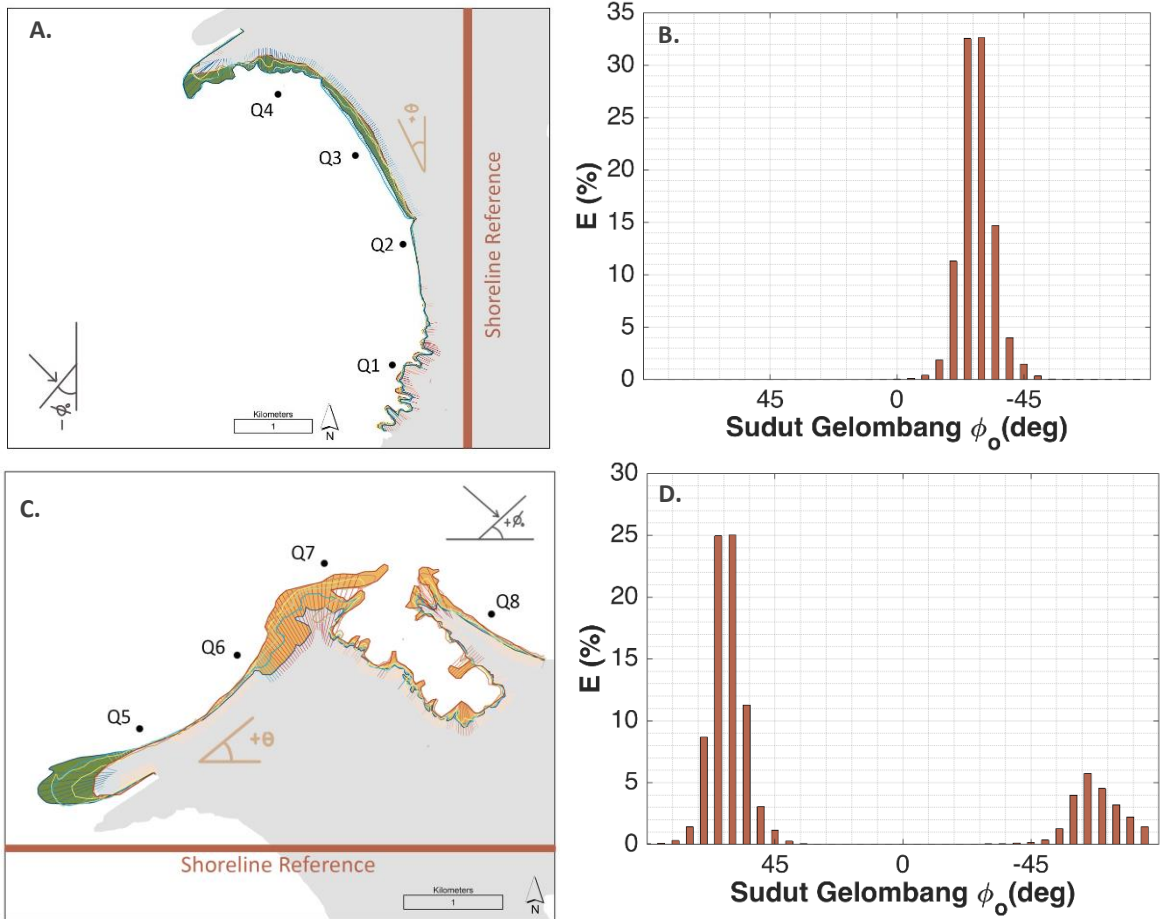 A.
Q4
Q3
Q2
Q1
+θ
-ϕₒ
Kilometers
1
N
Shoreline Reference
B.
35
30
25
20
15
10
5
0
E (%)
45
0
-45
Sudut Gelombang ϕₒ(deg)
C.
Q7
Q8
Q6
Q5
+ϕₒ
+θ
Shoreline Reference
Kilometers
1
N
D.
30
25
20
15
10
5
0
E (%)
45
0
-45
Sudut Gelombang ϕₒ(deg)